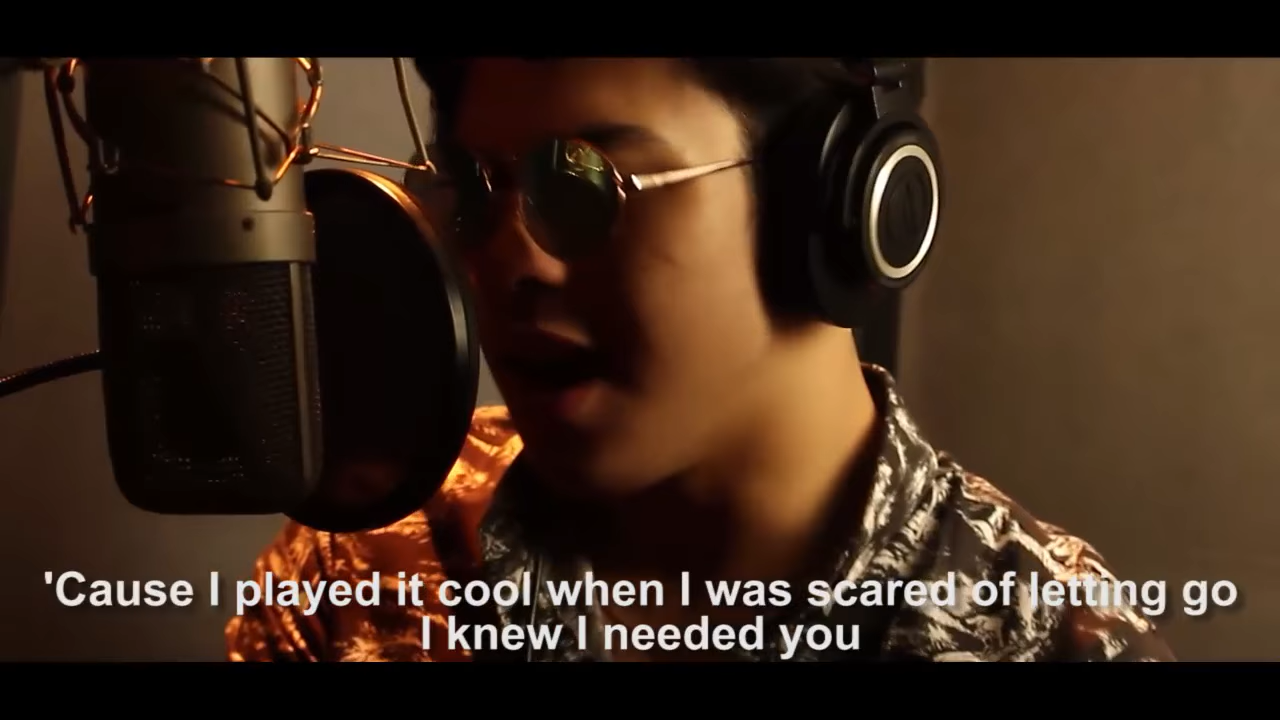 'Cause I played it cool when I was scared of letting go
I knew I needed you